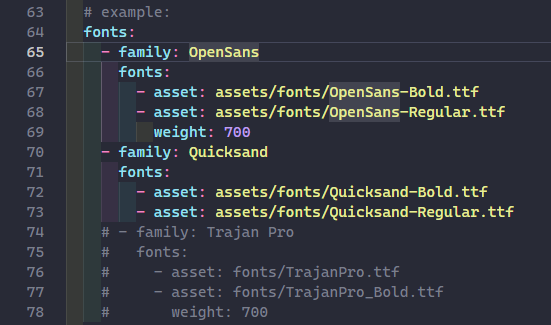 63 # example:
64 fonts:
65 - family: OpenSans
66 fonts:
67 - asset: assets/fonts/OpenSans-Bold.ttf
68 - asset: assets/fonts/OpenSans-Regular.ttf
69 weight: 700
70 - family: Quicksand
71 fonts:
72 - asset: assets/fonts/Quicksand-Bold.ttf
73 - asset: assets/fonts/Quicksand-Regular.ttf
74 # - family: Trajan Pro
75 #   fonts:
76 #     - asset: fonts/TrajanPro.ttf
77 #     - asset: fonts/TrajanPro_Bold.ttf
78 #       weight: 700